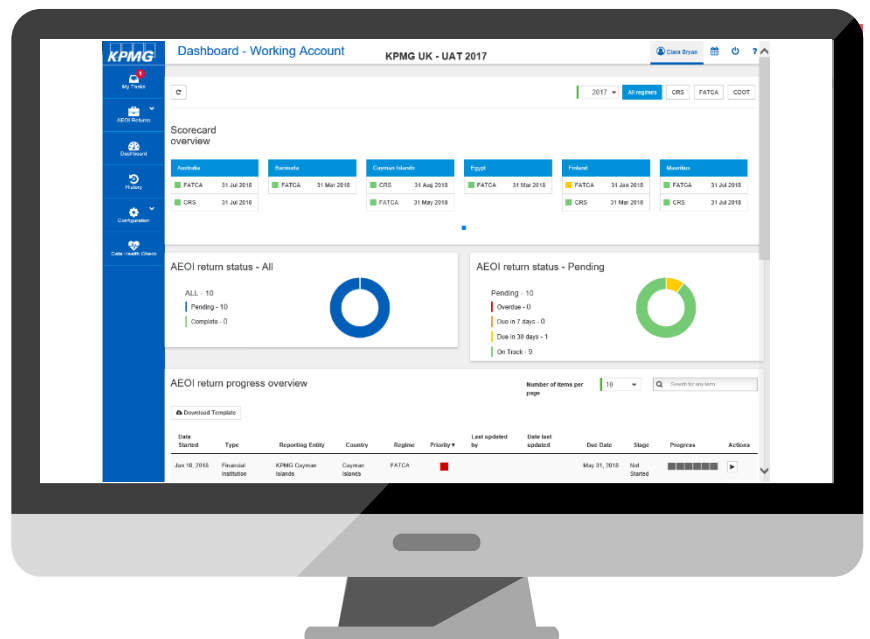 KPMG
Dashboard - Working Account
KPMG UK - UAT 2017
Clara Bryan
?
1
My Tasks
AEOI Returns
Dashboard
History
Configuration
Data Health Check
2017
All regimes
CRS
FATCA
CDOT
Scorecard
overview
Australia
FATCA 31 Jul 2018
CRS 31 Jul 2018
Bermuda
FATCA 31 Mar 2018
Cayman Islands
CRS 31 Aug 2018
FATCA 31 May 2018
Egypt
FATCA 31 Mar 2018
Finland
FATCA 31 Jan 2018
CRS 31 Mar 2018
Mauritius
FATCA 31 Jul 2018
CRS 31 Jul 2018
AEOI return status - All
ALL - 10
Pending - 10
Complete - 0
AEOI return status - Pending
Pending - 10
Overdue - 0
Due in 7 days - 0
Due in 30 days - 1
On Track - 9
AEOI return progress overview
Number of items per
page
10
Search for any term
Download Template
Date
Started
Type
Reporting Entity
Country
Regime
Priority
Last updated
by
Date last
updated
Due Date
Stage
Progress
Actions
Jan 10, 2018
Financial
Institution
KPMG Cayman
Islands
Cayman
Islands
FATCA
May 31, 2018
Not
Started